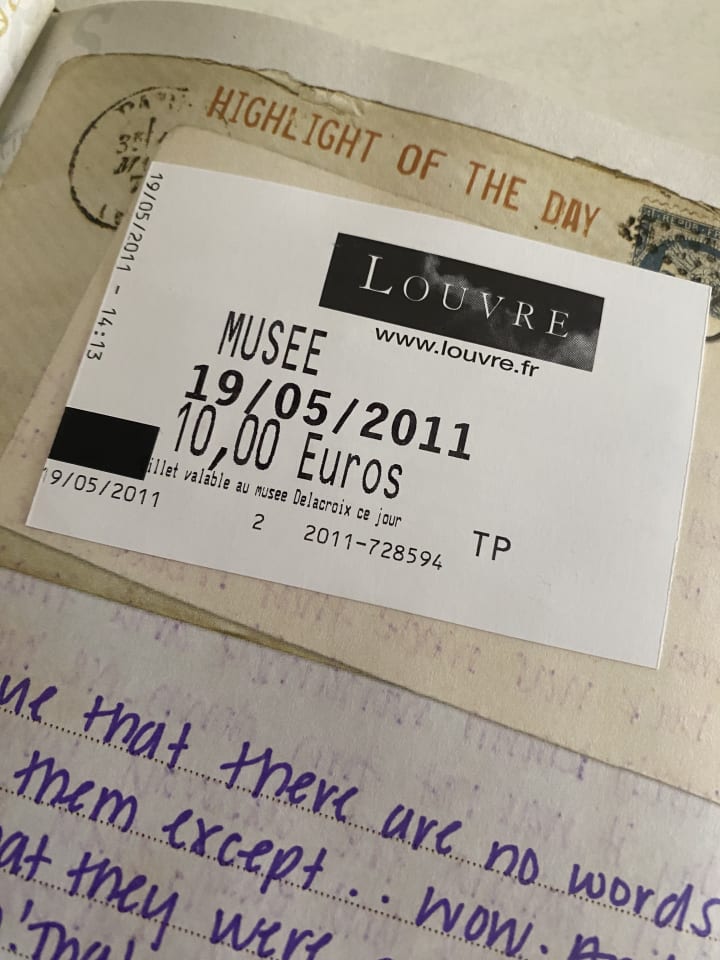 HIGHLIGHT OF THE DAY
19/05/2011 - 14:13
LOUVRE
www.louvre.fr
MUSEE
19/05/2011
10,00 Euros
illet valable au musee Delacroix ce jour
19/05/2011
2 2011-728594 TP
ue that there are no words
them except .. wow.
at they were